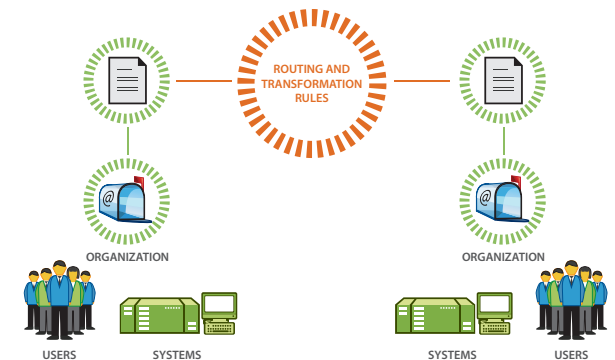 ROUTING AND
TRANSFORMATION
RULES
@
@
ORGANIZATION
ORGANIZATION
USERS
SYSTEMS
SYSTEMS
USERS